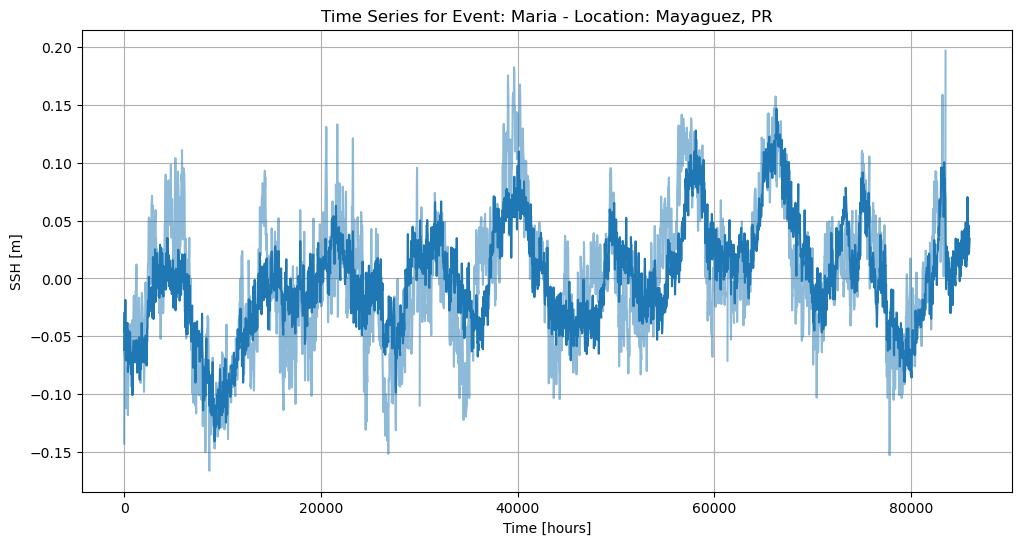 Time Series for Event: Maria - Location: Mayaguez, PR
0.20
0.15
0.10
0.05
0.00
−0.05
−0.10
−0.15
SSH [m]
0 20000 40000 60000 80000
Time [hours]